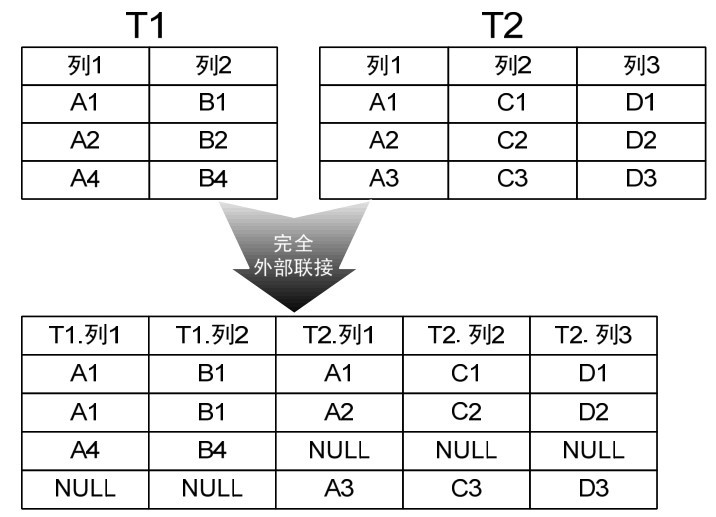 T1 T2
列1 列2 列1 列2 列3
A1 B1 A1 C1 D1
A2 B2 A2 C2 D2
A4 B4 A3 C3 D3
完全
外部联接
T1.列1 T1.列2 T2.列1 T2. 列2 T2. 列3
A1 B1 A1 C1 D1
A1 B1 A2 C2 D2
A4 B4 NULL NULL NULL
NULL NULL A3 C3 D3